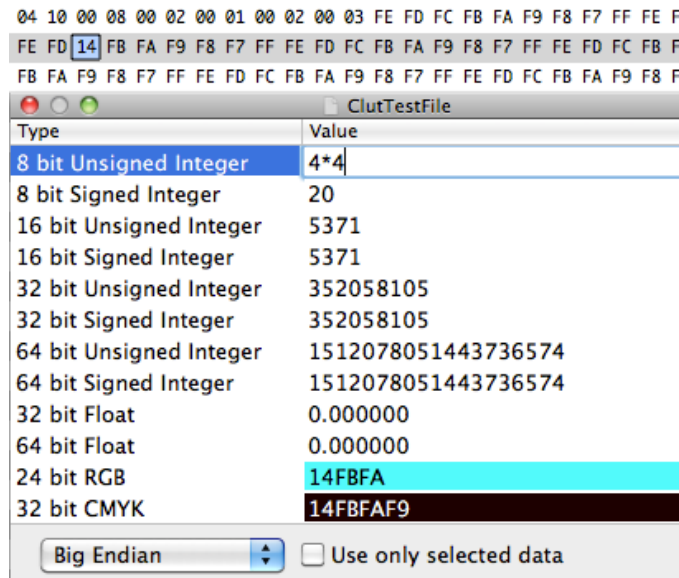 04 10 00 08 00 02 00 01 00 02 00 03 FE FD FC FB FA F9 F8 F7 FF FE
FE FD 14 FB FA F9 F8 F7 FF FE FD FC FB FA F9 F8 F7 FF FE FD FC FB
FB FA F9 F8 F7 FF FE FD FC FB FA F9 F8 F7 FF FE FD FC FB FA F9 F8
ClutTestFile
Type Value
8 bit Unsigned Integer 4*4
8 bit Signed Integer 20
16 bit Unsigned Integer 5371
16 bit Signed Integer 5371
32 bit Unsigned Integer 352058105
32 bit Signed Integer 352058105
64 bit Unsigned Integer 1512078051443736574
64 bit Signed Integer 1512078051443736574
32 bit Float 0.000000
64 bit Float 0.000000
24 bit RGB 14FBFA
32 bit CMYK 14FBFAF9
Big Endian Use only selected data